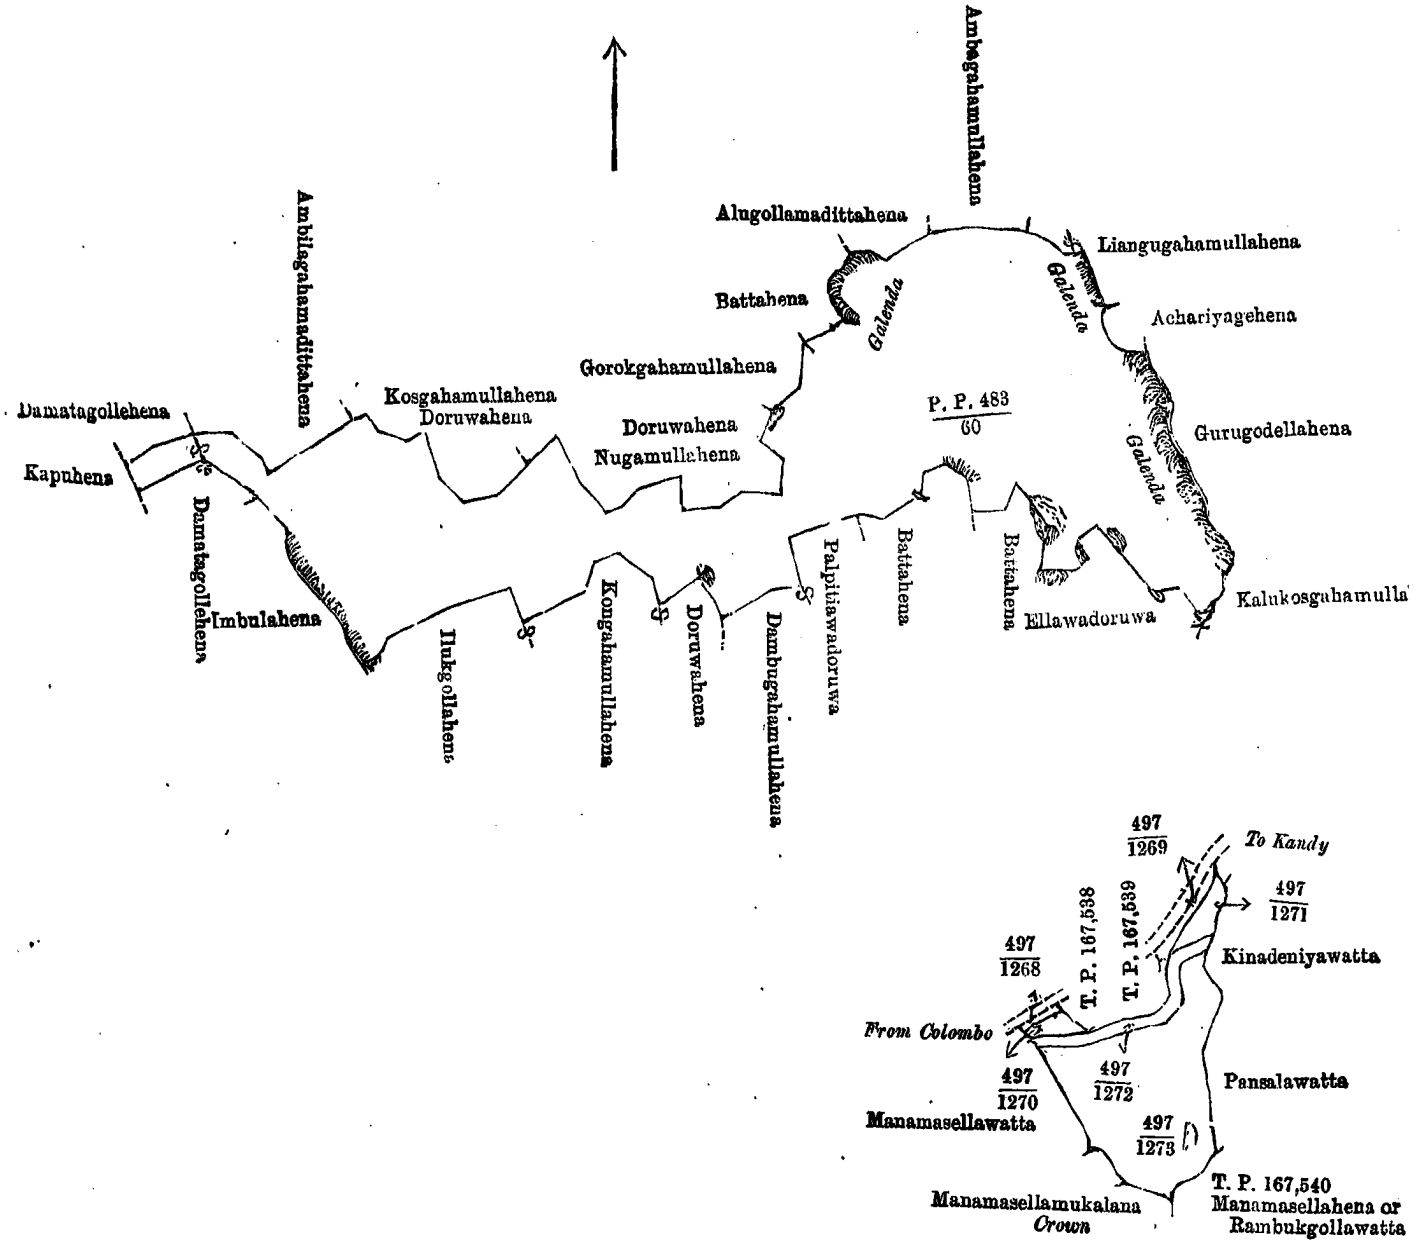 Ambagahamullahena
Ambilagahamadittahena
Alugollamadittahena
Liangugahamullahena
Galenda
Battahena
Galenda
Achariyagehena
Gorokgahamullahena
Kosgahamullahena
Doruwahena
Damatagollehena
P. P. 483
60
Doruwahena
Nugamullahena
Gurugodellahena
Galenda
Kapuhena
Damatagollehena
Imbulahena
Ilukgollahena
Kongahamullahena
Doruwahena
Dambugahamullahena
Palpitiawadoruwa
Battahena
Battahena
Ellawadoruwa
Kalukosgahamulla
497
1269
To Kandy
497
1271
T. P. 167,538
T. P. 167,539
497
1268
Kinadeniyawatta
From Colombo
497
1270
497
1272
Pansalawatta
Manamasellawatta
497
1273
T. P. 167,540
Manamasellahena or
Rambukgollawatta
Manamasellamukalana
Crown